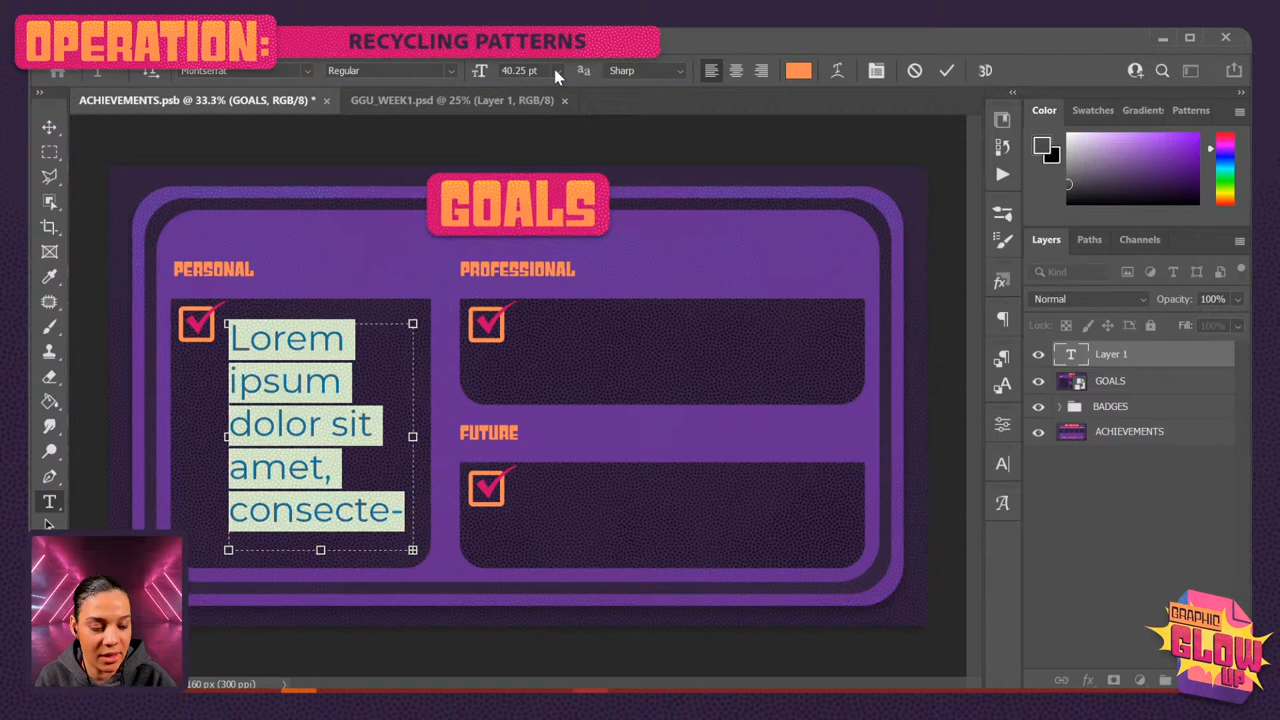 OPERATION:
RECYCLING PATTERNS
Montserrat
Regular
40.25 pt
Sharp
3D
ACHIEVEMENTS.psb @ 33.3% (GOALS, RGB/8) *
GGU_WEEK1.psd @ 25% (Layer 1, RGB/8)
Color
Swatches
Gradients
Patterns
GOALS
PERSONAL
PROFESSIONAL
Lorem
ipsum
dolor sit
amet,
consecte-
FUTURE
Layers
Paths
Channels
Kind
Normal
Opacity: 100%
Lock:
Fill: 100%
Layer 1
GOALS
BADGES
ACHIEVEMENTS
160 px (300 ppi)
GRAPHIC
GLOW
UP